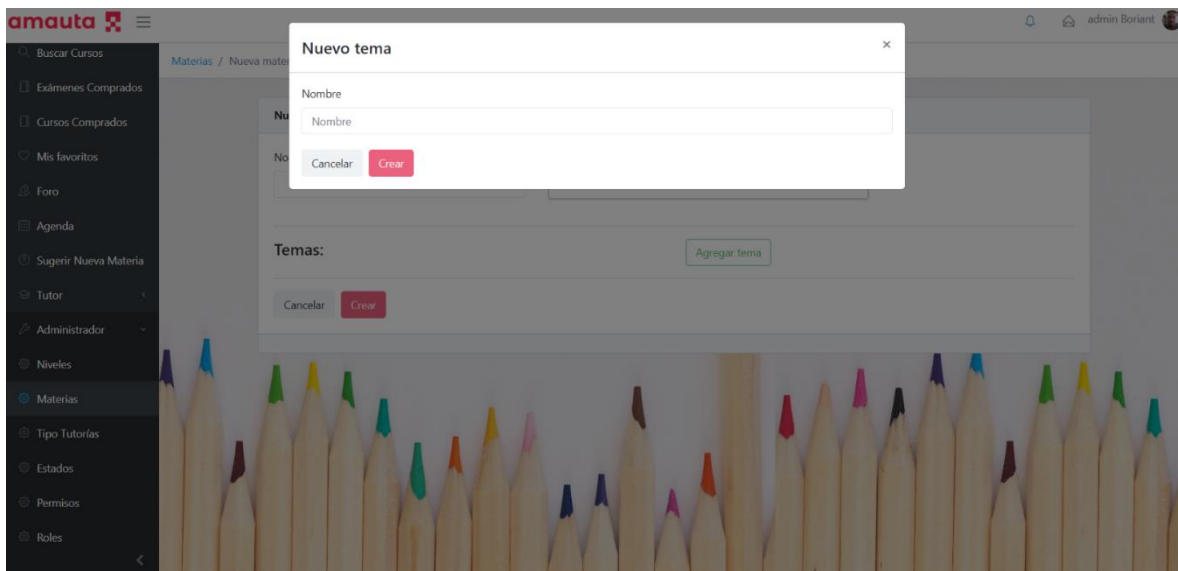 amauta
admin Boriant
Buscar Cursos
Exámenes Comprados
Cursos Comprados
Mis favoritos
Foro
Agenda
Sugerir Nueva Materia
Tutor
Administrador
Niveles
Materias
Tipo Tutorías
Estados
Permisos
Roles
Materias / Nueva mater
Nuevo tema
×
Nombre
Nombre
Cancelar Crear
Nu
No
Temas:
Agregar tema
Cancelar Crear